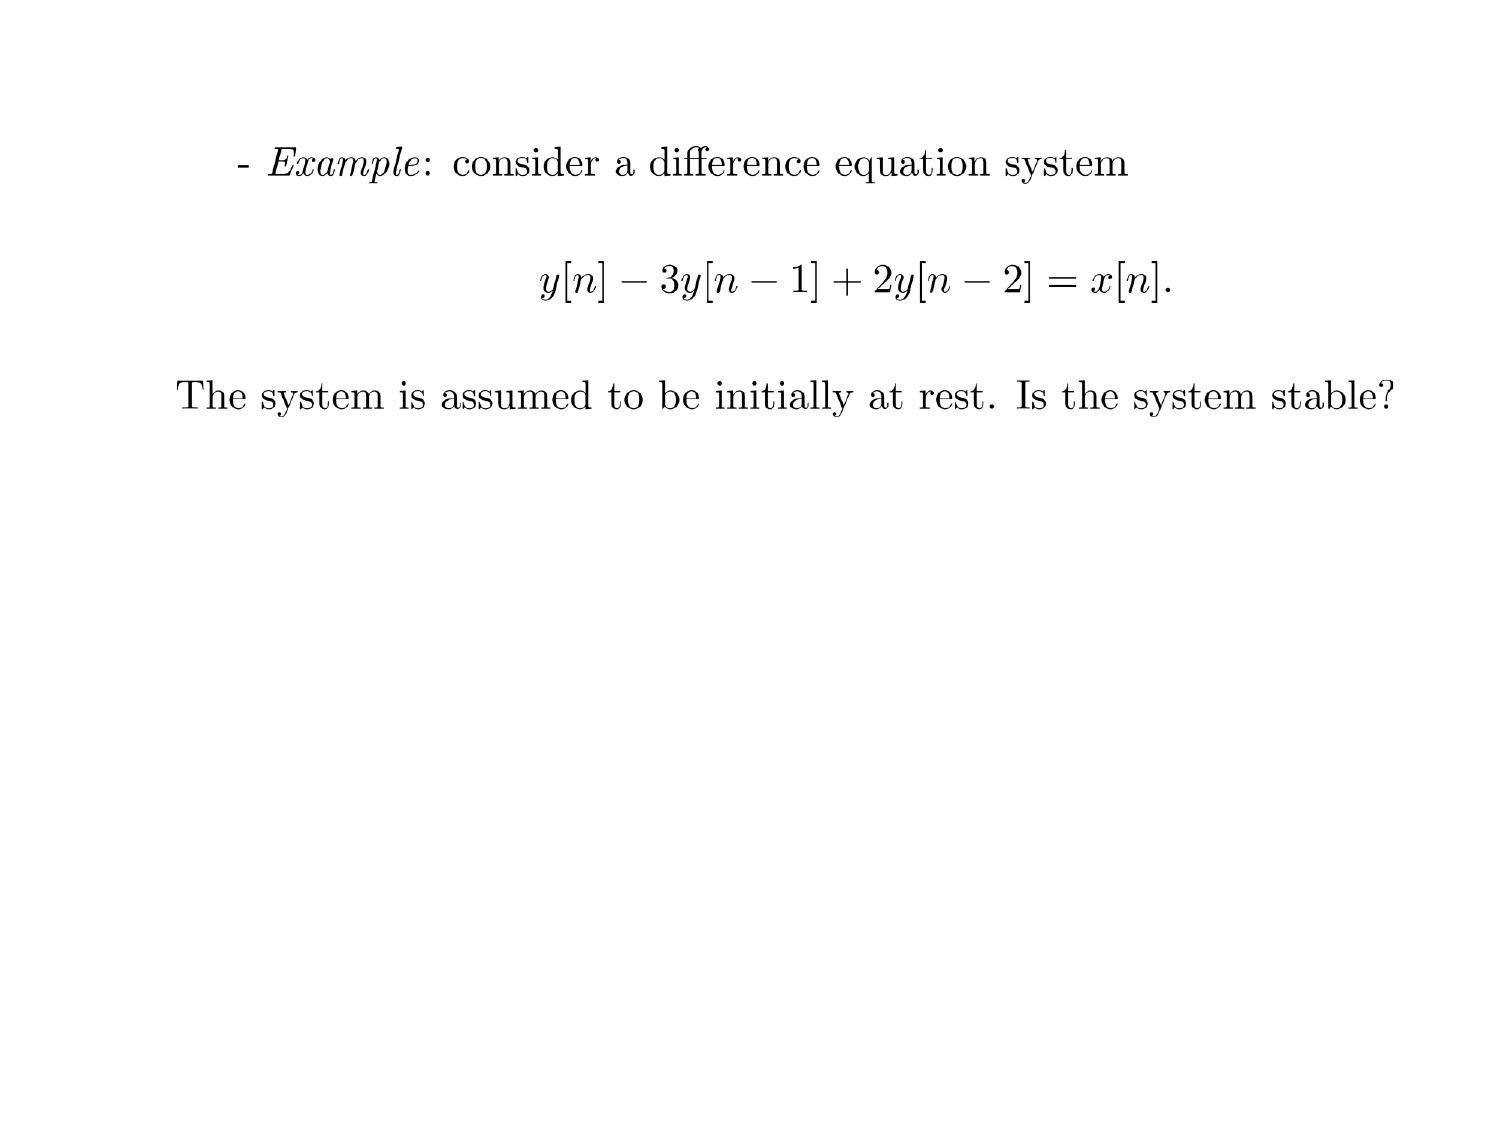 - Example: consider a difference equation system
y[n] − 3y[n − 1] + 2y[n − 2] = x[n].
The system is assumed to be initially at rest. Is the system stable?